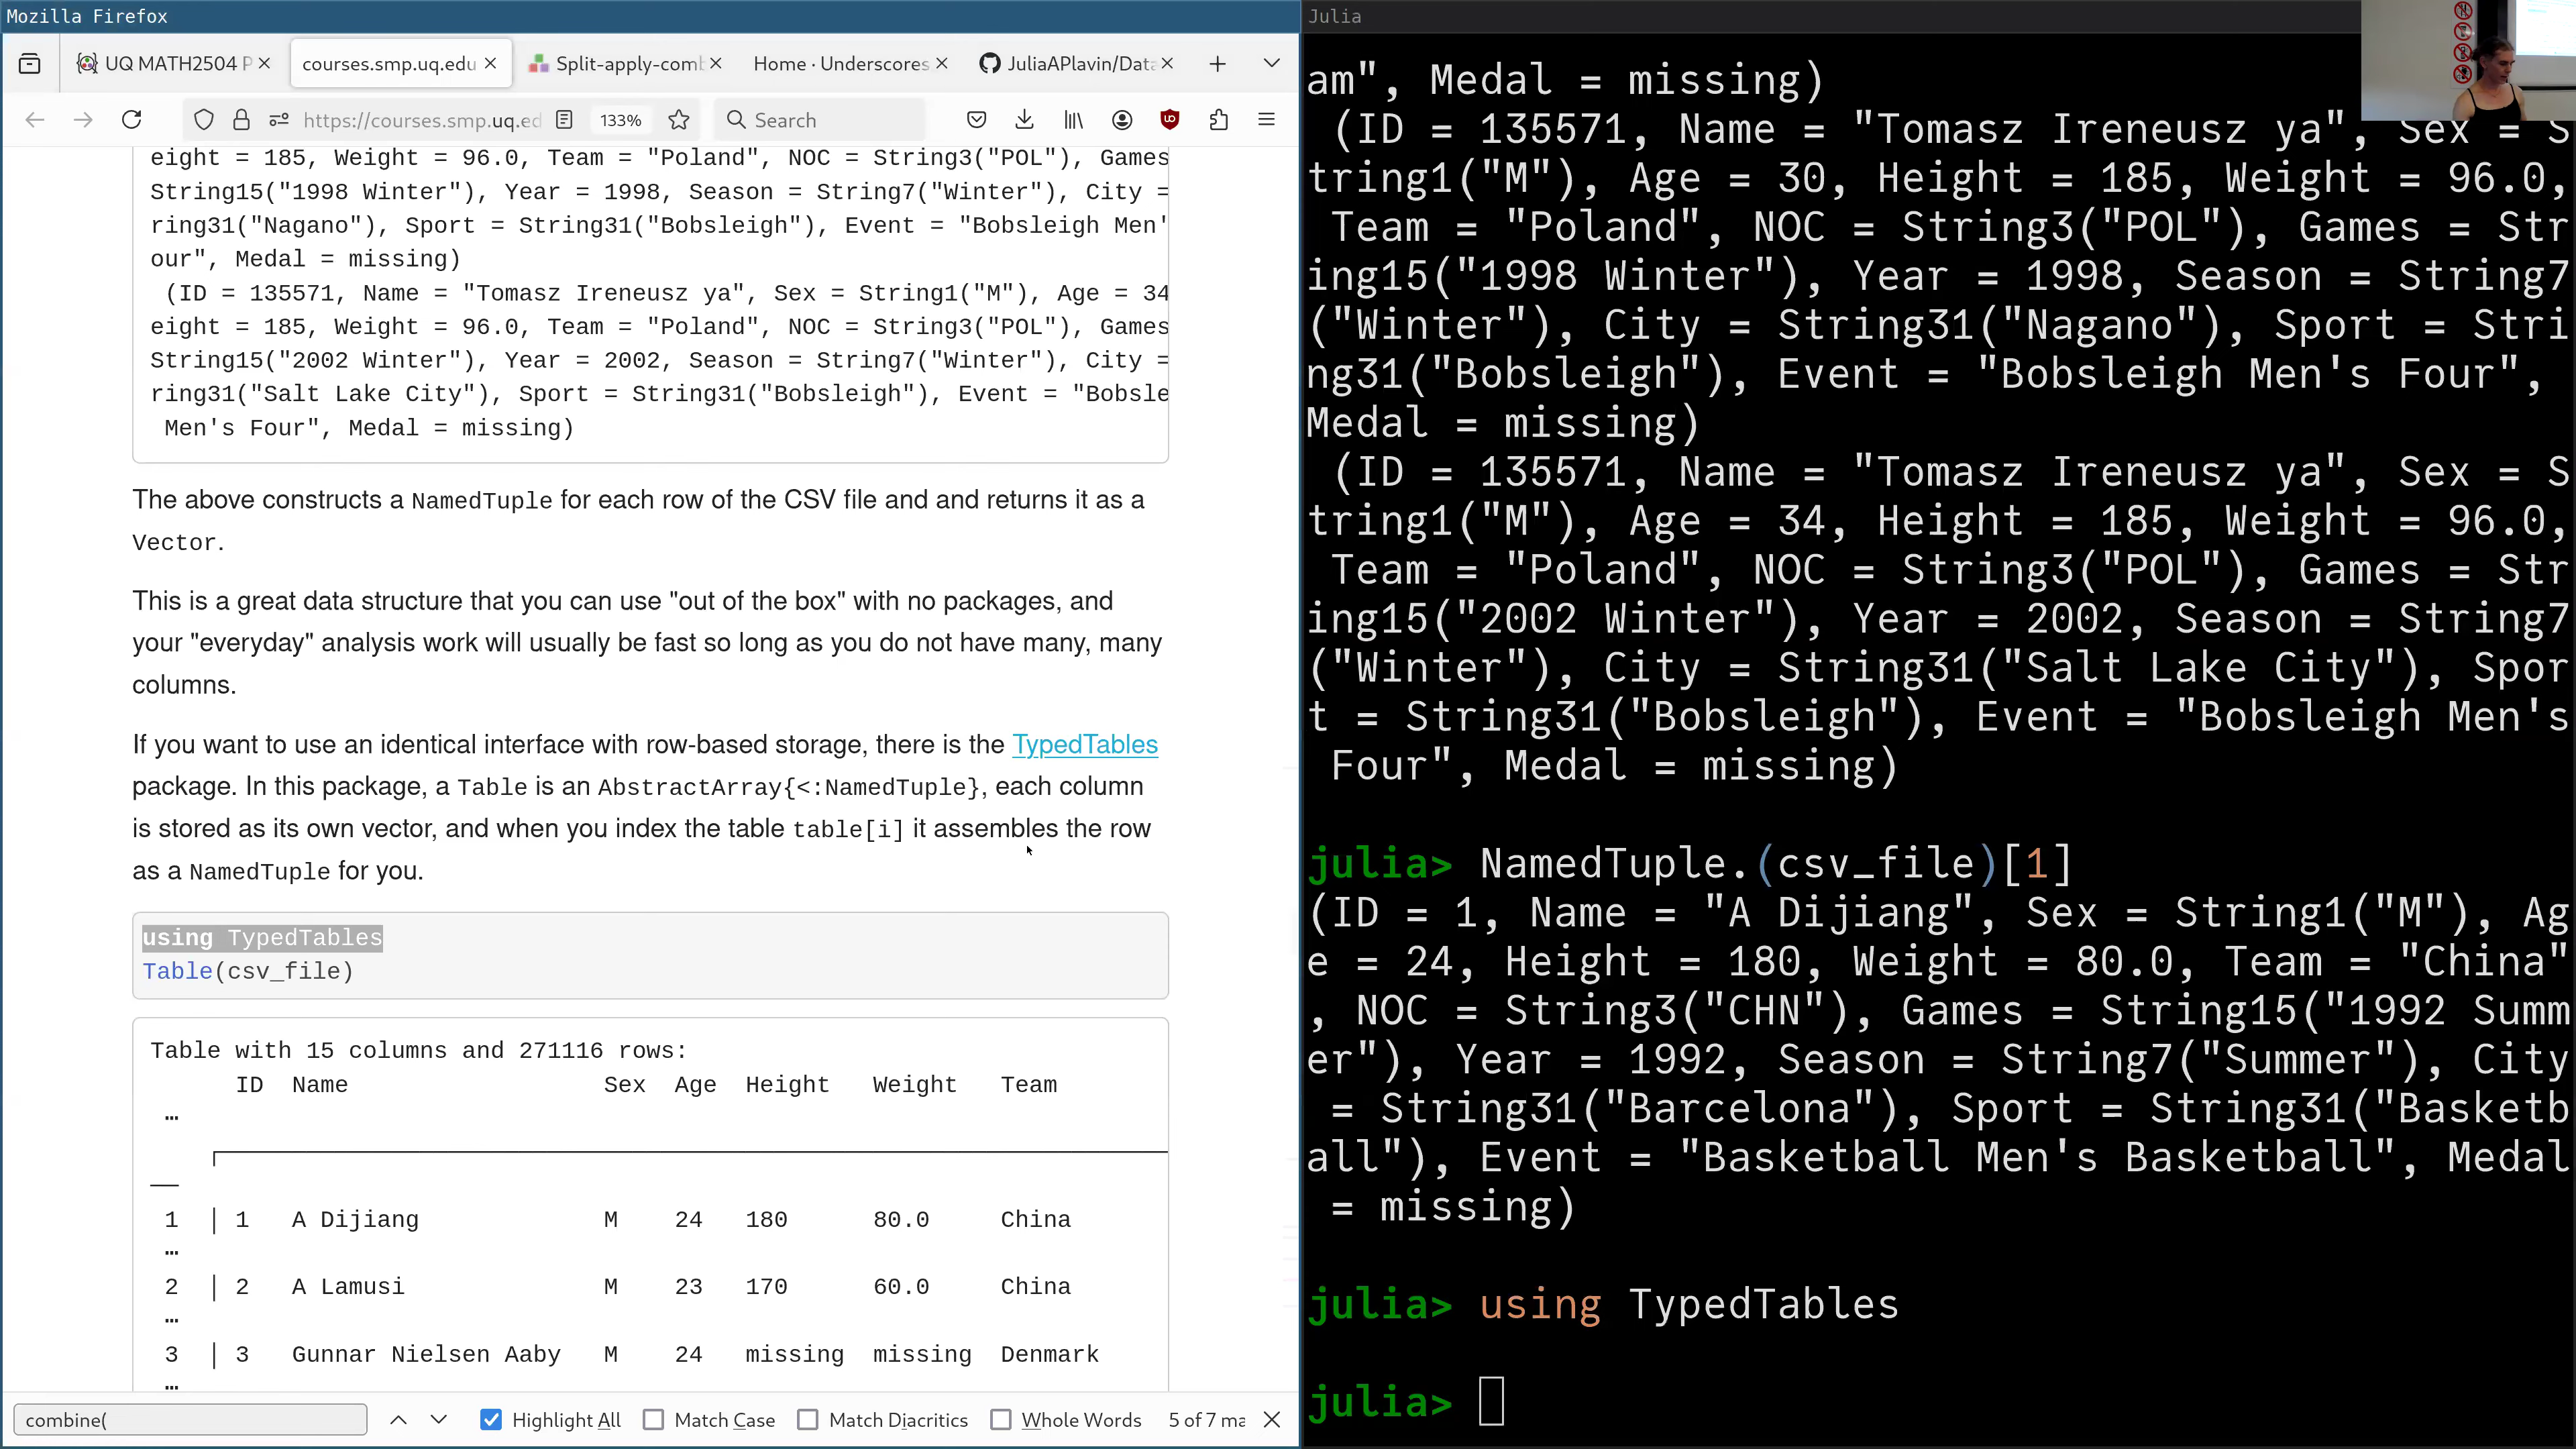 Mozilla Firefox
UQ MATH2504 P
courses.smp.uq.edu
Split-apply-comb
Home · Underscores
JuliaAPlavin/Data
https://courses.smp.uq.ed
133%
Search
eight = 185, Weight = 96.0, Team = "Poland", NOC = String3("POL"), Games
String15("1998 Winter"), Year = 1998, Season = String7("Winter"), City =
ring31("Nagano"), Sport = String31("Bobsleigh"), Event = "Bobsleigh Men'
our", Medal = missing)
(ID = 135571, Name = "Tomasz Ireneusz ya", Sex = String1("M"), Age = 34
eight = 185, Weight = 96.0, Team = "Poland", NOC = String3("POL"), Games
String15("2002 Winter"), Year = 2002, Season = String7("Winter"), City =
ring31("Salt Lake City"), Sport = String31("Bobsleigh"), Event = "Bobsle
Men's Four", Medal = missing)
The above constructs a NamedTuple for each row of the CSV file and and returns it as a
Vector.
This is a great data structure that you can use "out of the box" with no packages, and
your "everyday" analysis work will usually be fast so long as you do not have many, many
columns.
If you want to use an identical interface with row-based storage, there is the TypedTables
package. In this package, a Table is an AbstractArray{<:NamedTuple}, each column
is stored as its own vector, and when you index the table table[i] it assembles the row
as a NamedTuple for you.
using TypedTables
Table(csv_file)
Table with 15 columns and 271116 rows:
ID Name Sex Age Height Weight Team
…
1 │ 1 A Dijiang M 24 180 80.0 China
…
2 │ 2 A Lamusi M 23 170 60.0 China
…
3 │ 3 Gunnar Nielsen Aaby M 24 missing missing Denmark
…
combine(
Highlight All
Match Case
Match Diacritics
Whole Words
5 of 7 ma
Julia
am", Medal = missing)
(ID = 135571, Name = "Tomasz Ireneusz ya", Sex = S
tring1("M"), Age = 30, Height = 185, Weight = 96.0,
Team = "Poland", NOC = String3("POL"), Games = Str
ing15("1998 Winter"), Year = 1998, Season = String7
("Winter"), City = String31("Nagano"), Sport = Stri
ng31("Bobsleigh"), Event = "Bobsleigh Men's Four",
Medal = missing)
(ID = 135571, Name = "Tomasz Ireneusz ya", Sex = S
tring1("M"), Age = 34, Height = 185, Weight = 96.0,
Team = "Poland", NOC = String3("POL"), Games = Str
ing15("2002 Winter"), Year = 2002, Season = String7
("Winter"), City = String31("Salt Lake City"), Spor
t = String31("Bobsleigh"), Event = "Bobsleigh Men's
Four", Medal = missing)
julia> NamedTuple.(csv_file)[1]
(ID = 1, Name = "A Dijiang", Sex = String1("M"), Ag
e = 24, Height = 180, Weight = 80.0, Team = "China"
, NOC = String3("CHN"), Games = String15("1992 Summ
er"), Year = 1992, Season = String7("Summer"), City
= String31("Barcelona"), Sport = String31("Basketb
all"), Event = "Basketball Men's Basketball", Medal
= missing)
julia> using TypedTables
julia>